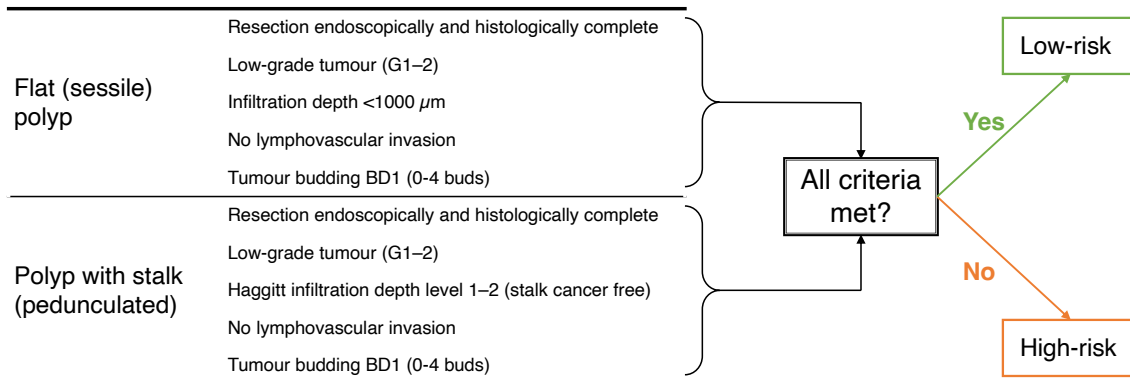 Flat (sessile)
polyp
Resection endoscopically and histologically complete
Low-grade tumour (G1–2)
Infiltration depth <1000 µm
No lymphovascular invasion
Tumour budding BD1 (0-4 buds)
Polyp with stalk
(pedunculated)
Resection endoscopically and histologically complete
Low-grade tumour (G1–2)
Haggitt infiltration depth level 1–2 (stalk cancer free)
No lymphovascular invasion
Tumour budding BD1 (0-4 buds)
All criteria
met?
Yes
Low-risk
No
High-risk